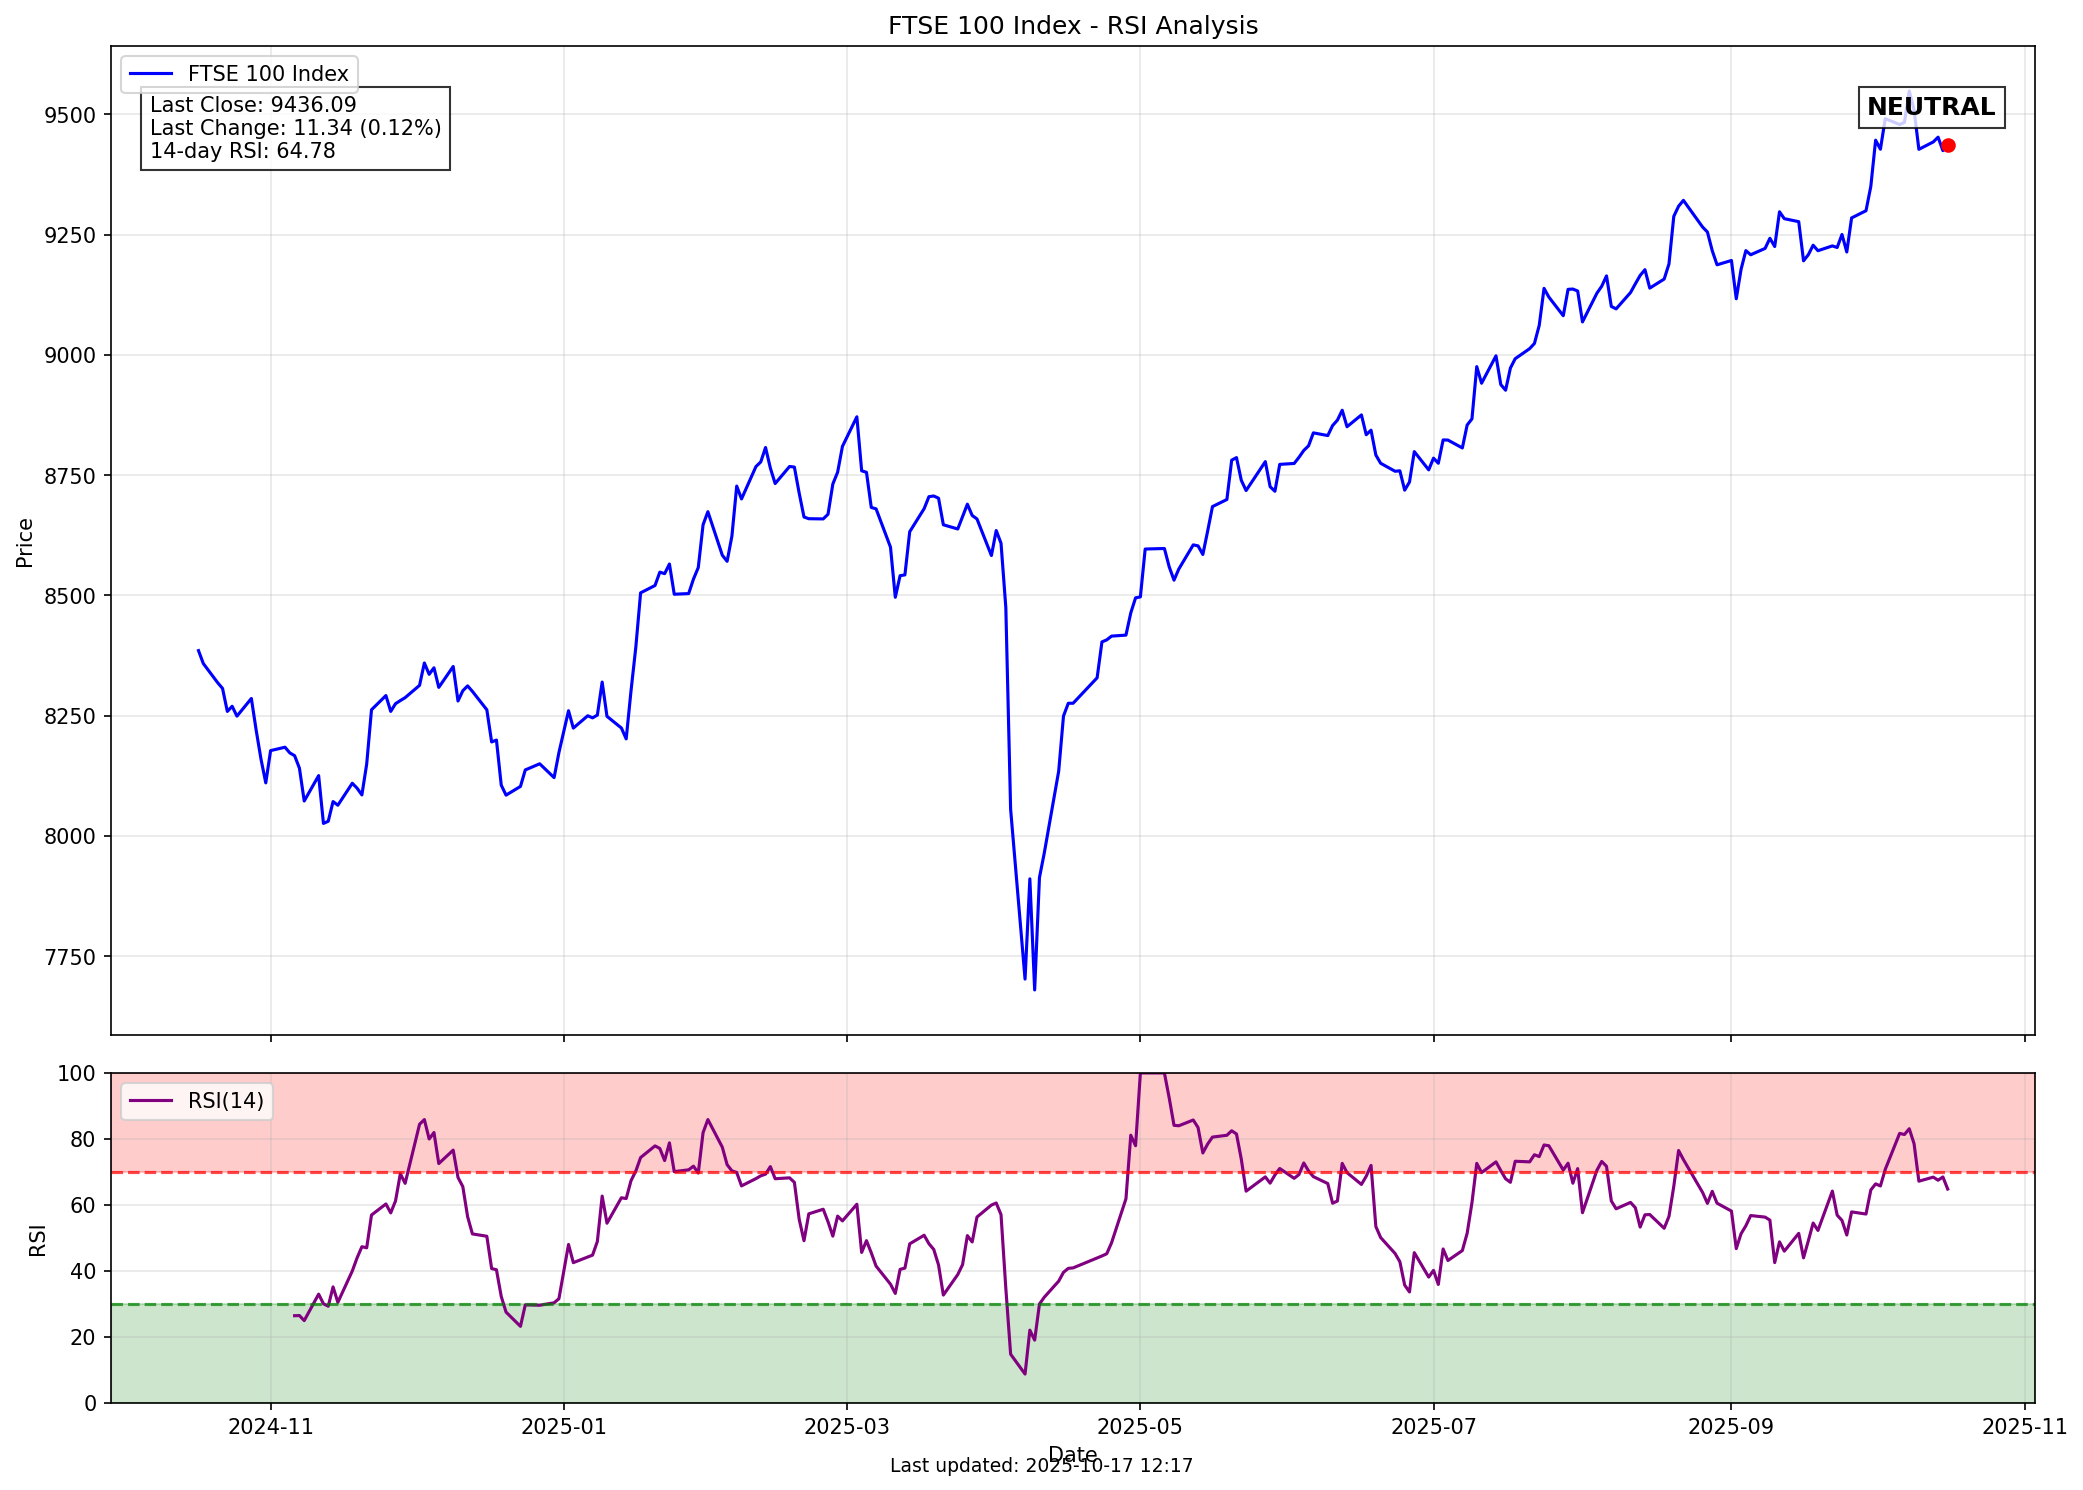 FTSE 100 Index - RSI Analysis
FTSE 100 Index
Last Close: 9436.09
Last Change: 11.34 (0.12%)
14-day RSI: 64.78
NEUTRAL
Price
9500
9250
9000
8750
8500
8250
8000
7750
RSI(14)
RSI
100
80
60
40
20
0
2024-11
2025-01
2025-03
2025-05
2025-07
2025-09
2025-11
Date
Last updated: 2025-10-17 12:17